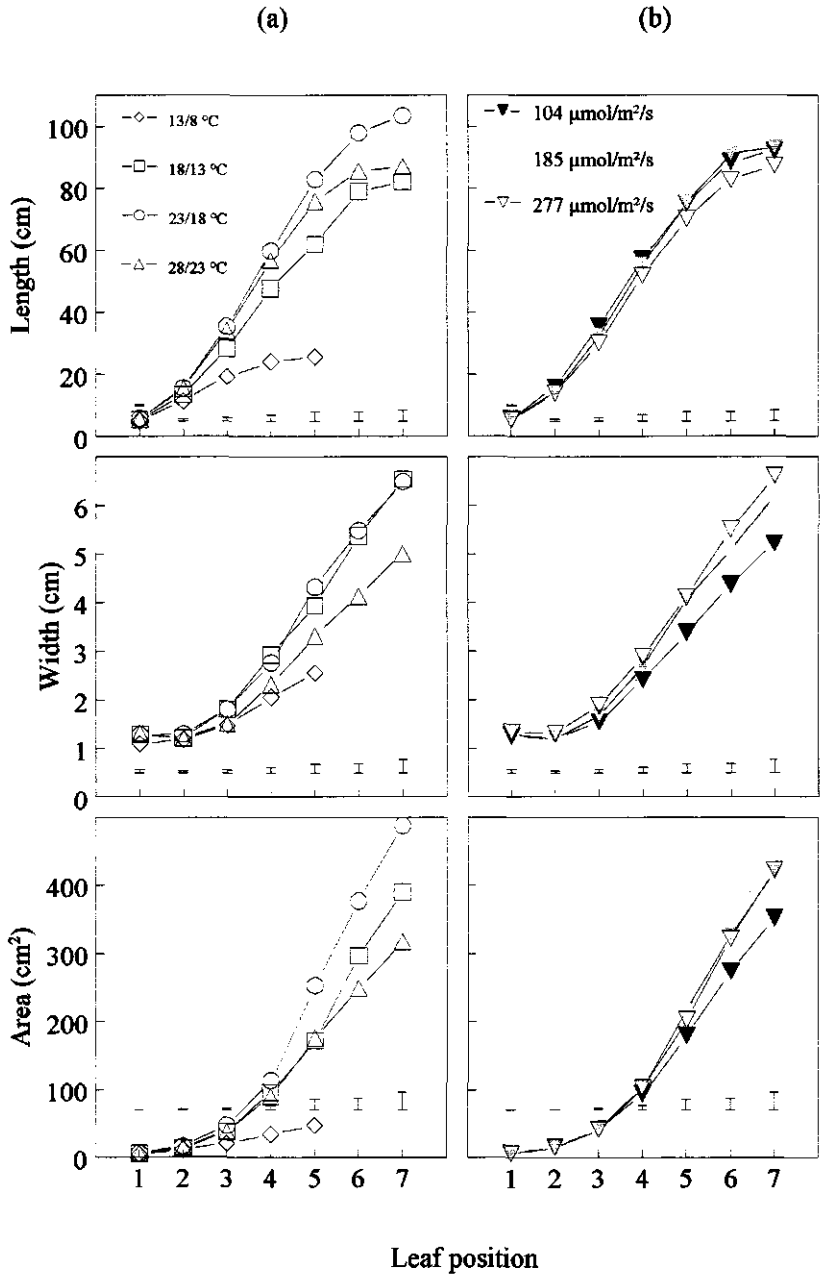 (a)
(b)
Length (cm)
100
80
60
40
20
0
13/8 °C
18/13 °C
23/18 °C
28/23 °C
104 μmol/m²/s
185 μmol/m²/s
277 μmol/m²/s
Width (cm)
6
5
4
3
2
1
0
Area (cm²)
400
300
200
100
0
1 2 3 4 5 6 7
1 2 3 4 5 6 7
Leaf position